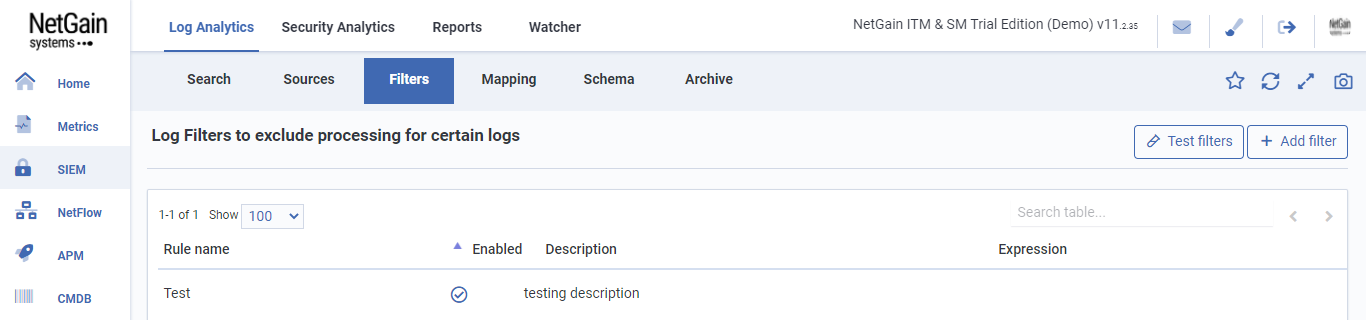 NetGain
systems
Log Analytics Security Analytics Reports Watcher
NetGain ITM & SM Trial Edition (Demo) v11.2.35
NetGain
systems
Home
Metrics
SIEM
NetFlow
APM
CMDB
Search Sources Filters Mapping Schema Archive
Log Filters to exclude processing for certain logs
Test filters + Add filter
1-1 of 1 Show 100 Search table...
Rule name Enabled Description Expression
Test testing description